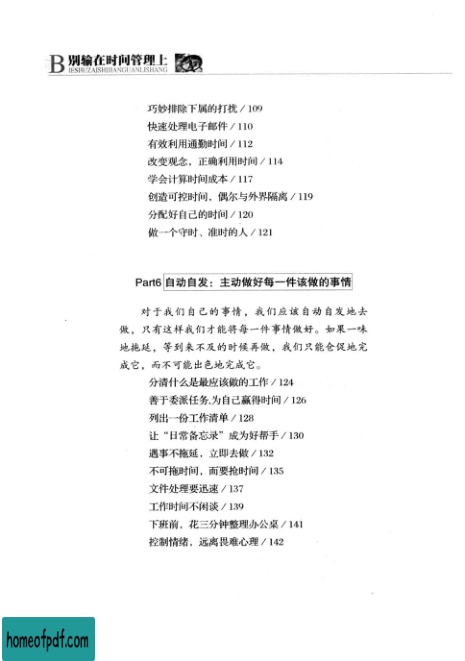 别输在时间管理上
BIESHUZAISHIJIANGUANLISHANG
巧妙排除下属的打扰／109
快速处理电子邮件／110
有效利用通勤时间／112
改变观念，正确利用时间／114
学会计算时间成本／117
创造可控时间，偶尔与外界隔离／119
分配好自己的时间／120
做一个守时、准时的人／121
Part6 自动自发：主动做好每一件该做的事情
对于我们自己的事情，我们应该自动自发地去
做，只有这样我们才能将每一件事情做好。如果一味
地拖延，等到来不及的时候再做，我们只能仓促地完
成它，而不可能出色地完成它。
分清什么是最应该做的工作／124
善于委派任务,为自己赢得时间／126
列出一份工作清单／128
让“日常备忘录”成为好帮手／130
遇事不拖延，立即去做／132
不可拖时间，而要抢时间／135
文件处理要迅速／137
工作时间不闲谈／139
下班前，花三分钟整理办公桌／141
控制情绪，远离畏难心理／142
homeofpdf.com